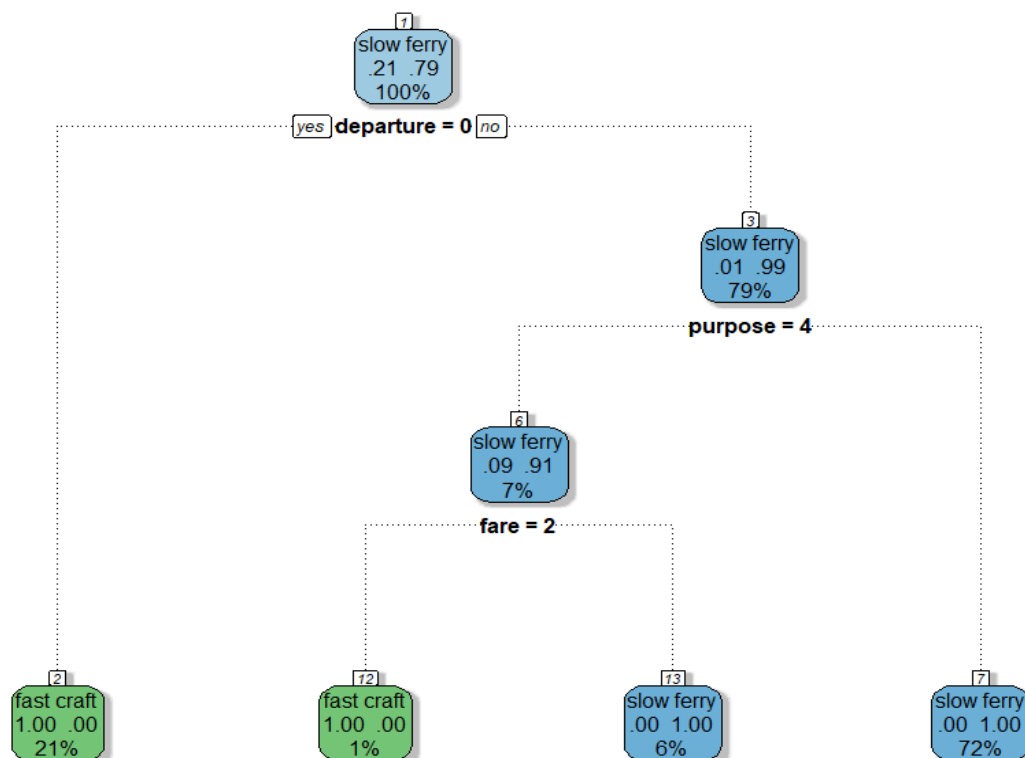 1
slow ferry
.21 .79
100%
yes departure = 0 no
3
slow ferry
.01 .99
79%
purpose = 4
6
slow ferry
.09 .91
7%
fare = 2
2
fast craft
1.00 .00
21%
12
fast craft
1.00 .00
1%
13
slow ferry
.00 1.00
6%
7
slow ferry
.00 1.00
72%